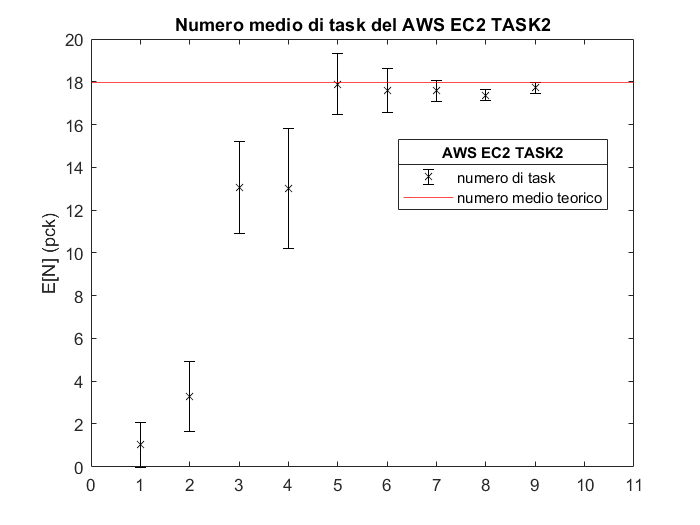 Numero medio di task del AWS EC2 TASK2
20
18
16
14
12
10
8
6
4
2
0
E[N] (pck)
AWS EC2 TASK2
numero di task
numero medio teorico
0 1 2 3 4 5 6 7 8 9 10 11